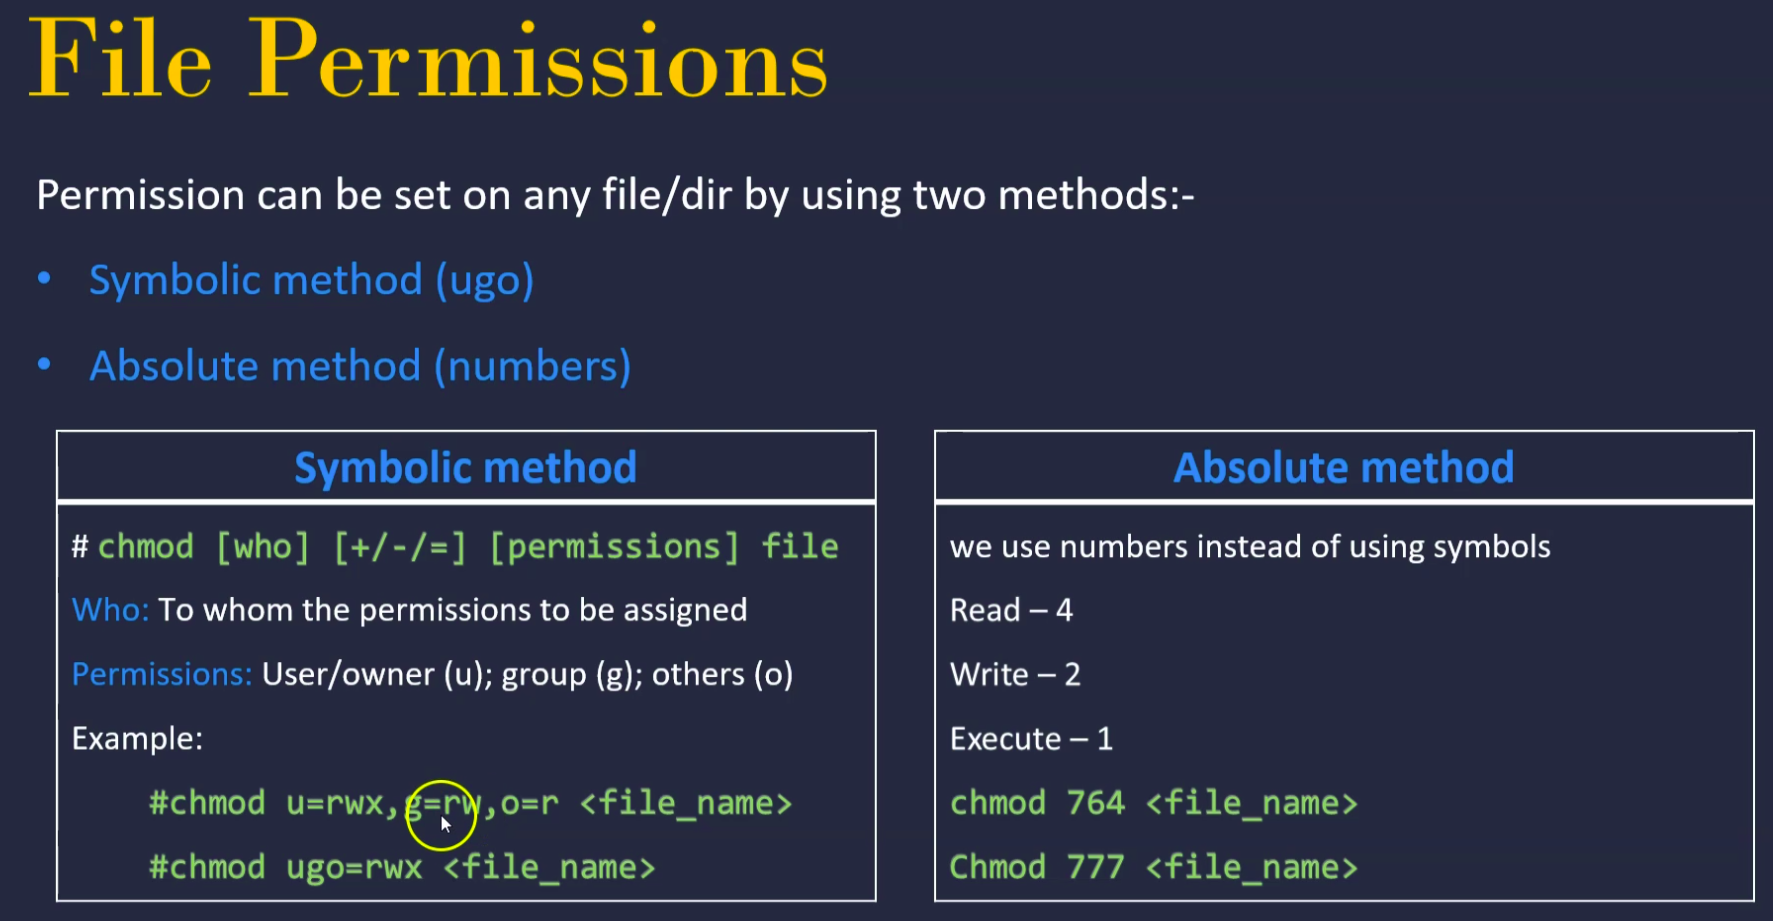 File Permissions
Permission can be set on any file/dir by using two methods:-
• Symbolic method (ugo)
• Absolute method (numbers)
Symbolic method
# chmod [who] [+/-/=] [permissions] file
Who: To whom the permissions to be assigned
Permissions: User/owner (u); group (g); others (o)
Example:
#chmod u=rwx,g=rw,o=r <file_name>
#chmod ugo=rwx <file_name>
Absolute method
we use numbers instead of using symbols
Read – 4
Write – 2
Execute – 1
chmod 764 <file_name>
Chmod 777 <file_name>